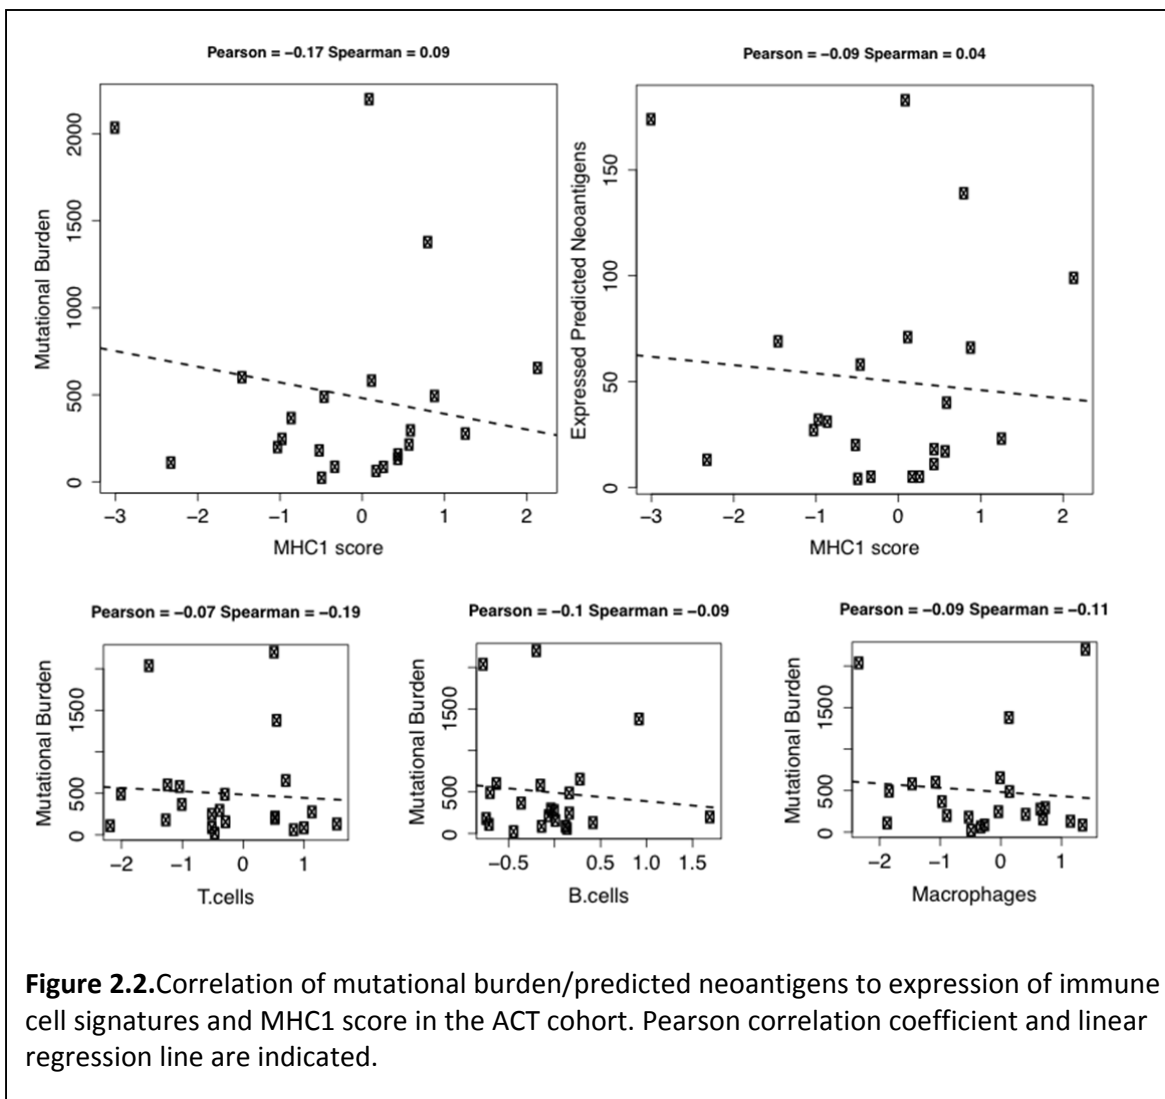 Pearson = −0.17 Spearman = 0.09
Mutational Burden
2000
1500
1000
500
0
−3 −2 −1 0 1 2
MHC1 score
Pearson = −0.09 Spearman = 0.04
Expressed Predicted Neoantigens
150
100
50
0
−3 −2 −1 0 1 2
MHC1 score
Pearson = −0.07 Spearman = −0.19
Mutational Burden
1500
500
0
−2 −1 0 1
T.cells
Pearson = −0.1 Spearman = −0.09
Mutational Burden
1500
500
0
−0.5 0.5 1.0 1.5
B.cells
Pearson = −0.09 Spearman = −0.11
Mutational Burden
1500
500
0
−2 −1 0 1
Macrophages
Figure 2.2.Correlation of mutational burden/predicted neoantigens to expression of immune
cell signatures and MHC1 score in the ACT cohort. Pearson correlation coefficient and linear
regression line are indicated.